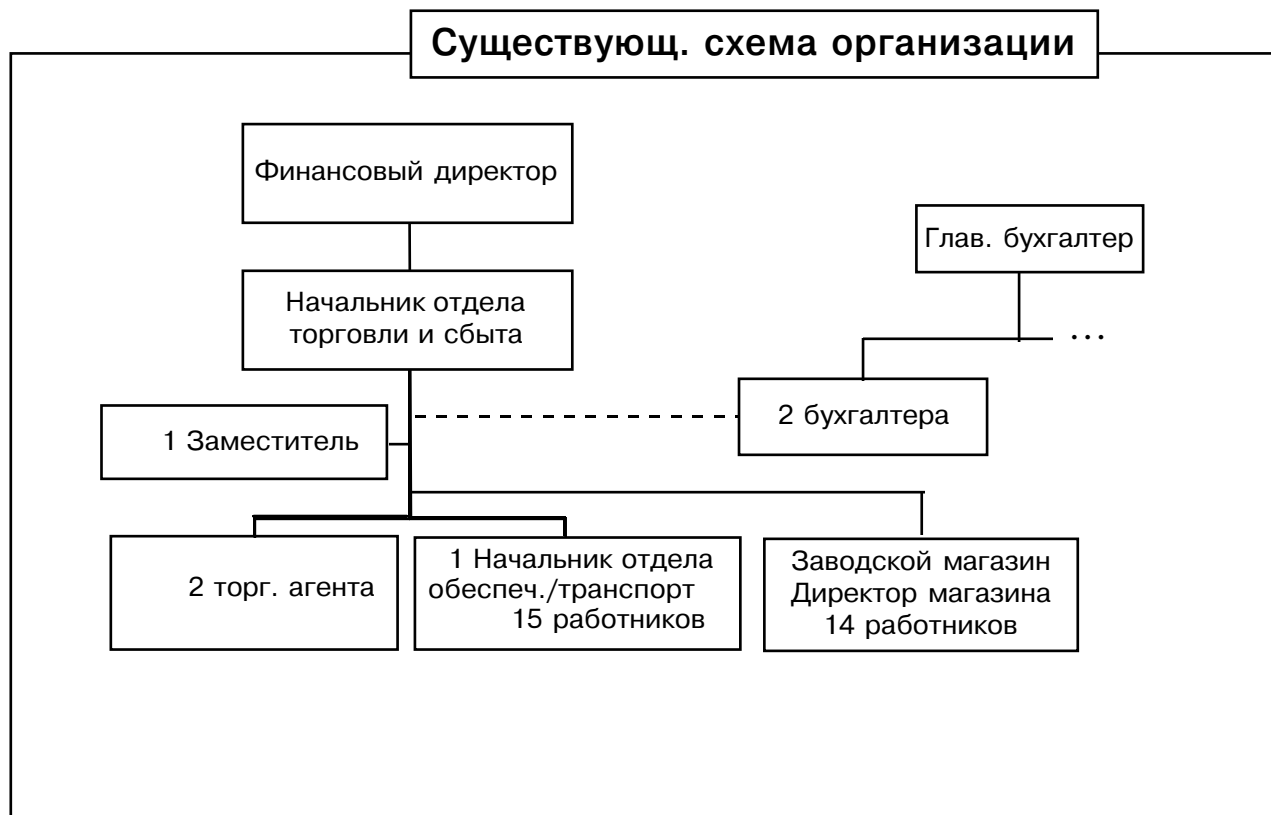 Существующ. схема организации
Финансовый директор
Глав. бухгалтер
Начальник отдела
торговли и сбыта
...
2 бухгалтера
1 Заместитель
2 торг. агента
1 Начальник отдела
обеспеч./транспорт
15 работников
Заводской магазин
Директор магазина
14 работников